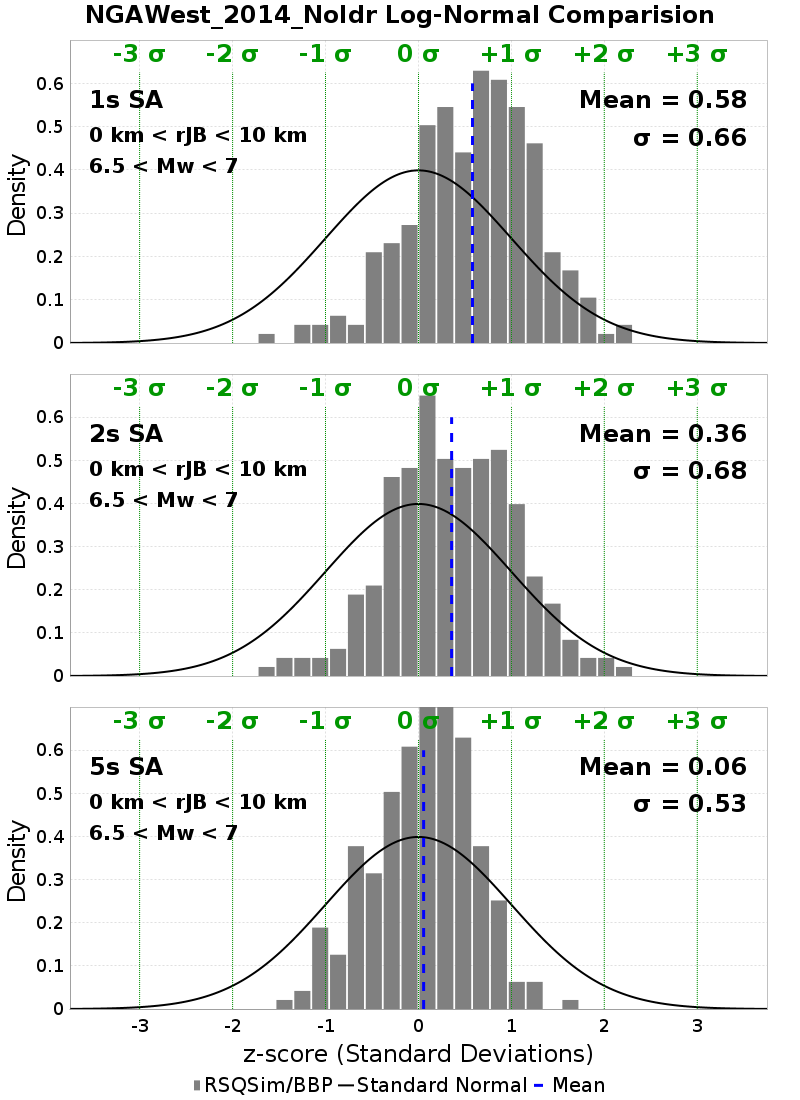 NGAWest_2014_NoIdr Log-Normal Comparision
-3 σ -2 σ -1 σ 0 σ +1 σ +2 σ +3 σ
1s SA
0 km < rJB < 10 km
6.5 < Mw < 7
Mean = 0.58
σ = 0.66
Density
0.6
0.5
0.4
0.3
0.2
0.1
0
-3 σ -2 σ -1 σ 0 σ +1 σ +2 σ +3 σ
2s SA
0 km < rJB < 10 km
6.5 < Mw < 7
Mean = 0.36
σ = 0.68
Density
0.6
0.5
0.4
0.3
0.2
0.1
0
-3 σ -2 σ -1 σ 0 σ +1 σ +2 σ +3 σ
5s SA
0 km < rJB < 10 km
6.5 < Mw < 7
Mean = 0.06
σ = 0.53
Density
0.6
0.5
0.4
0.3
0.2
0.1
0
-3 -2 -1 0 1 2 3
z-score (Standard Deviations)
RSQSim/BBP Standard Normal Mean